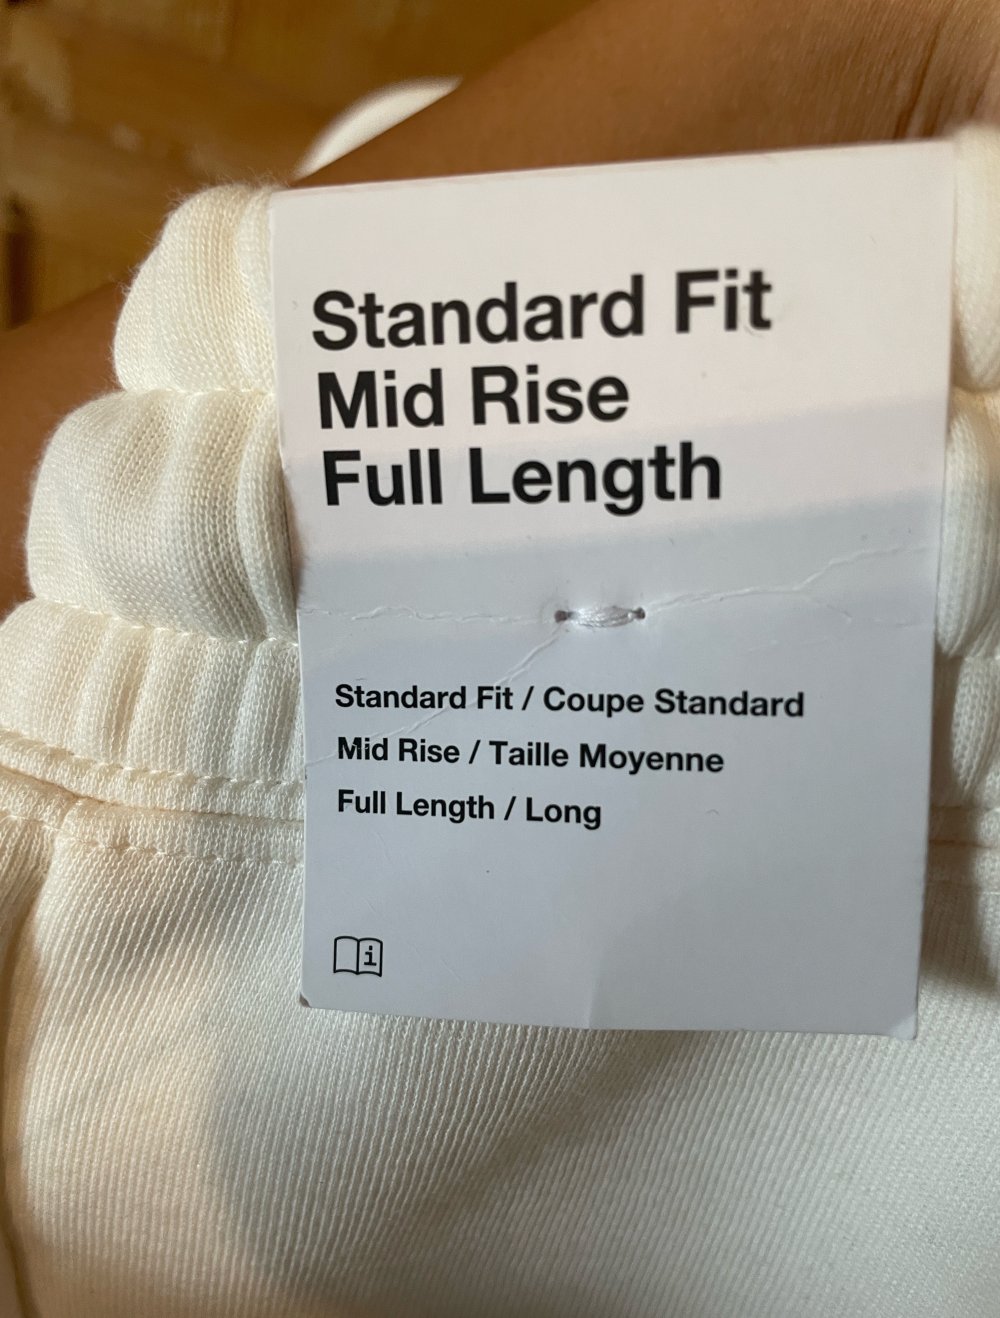 Standard Fit
Mid Rise
Full Length
Standard Fit / Coupe Standard
Mid Rise / Taille Moyenne
Full Length / Long
i